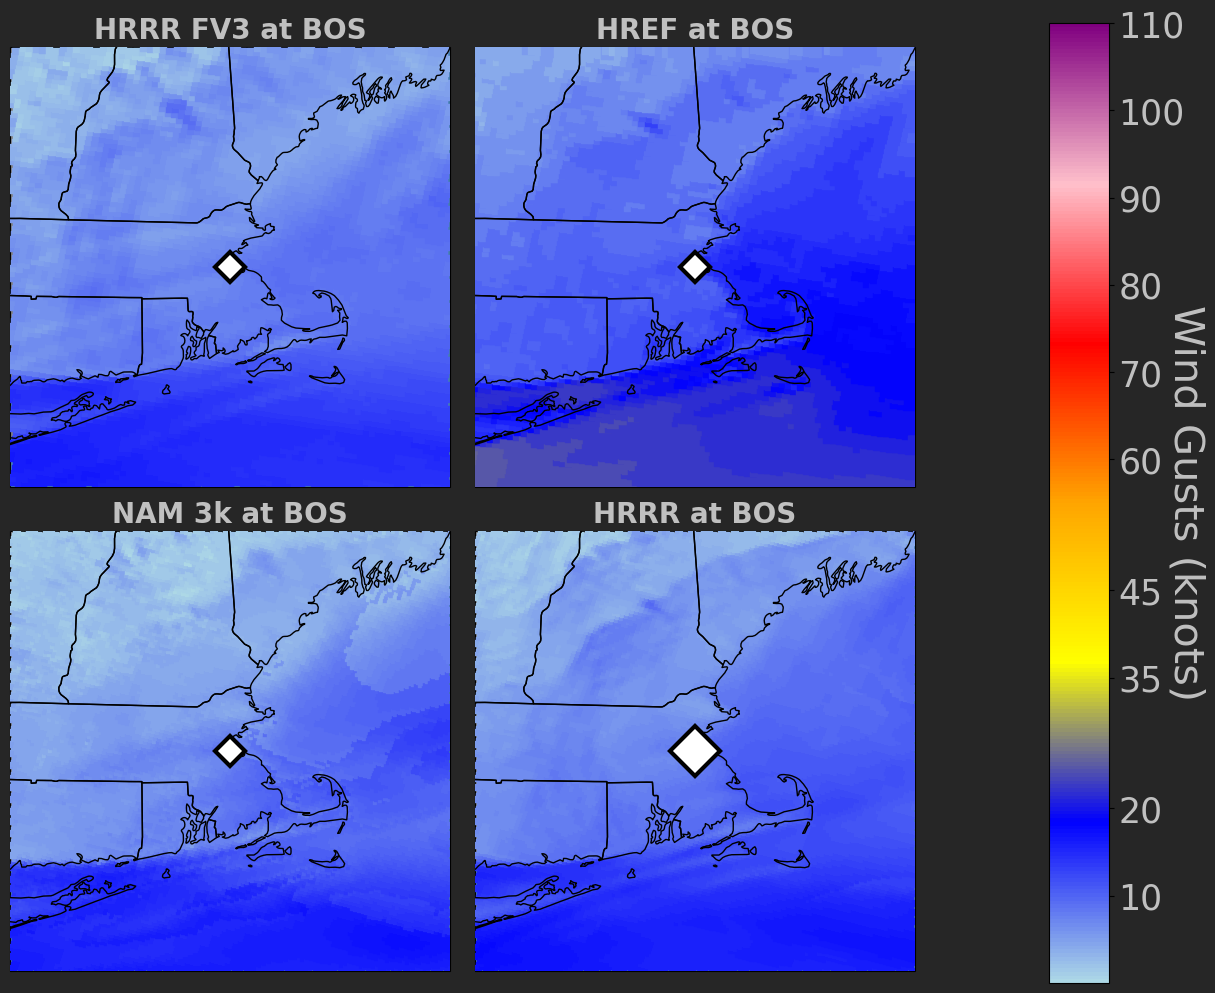 HRRR FV3 at BOS
HREF at BOS
NAM 3k at BOS
HRRR at BOS
110
100
90
80
70
60
45
35
20
10
Wind Gusts (knots)